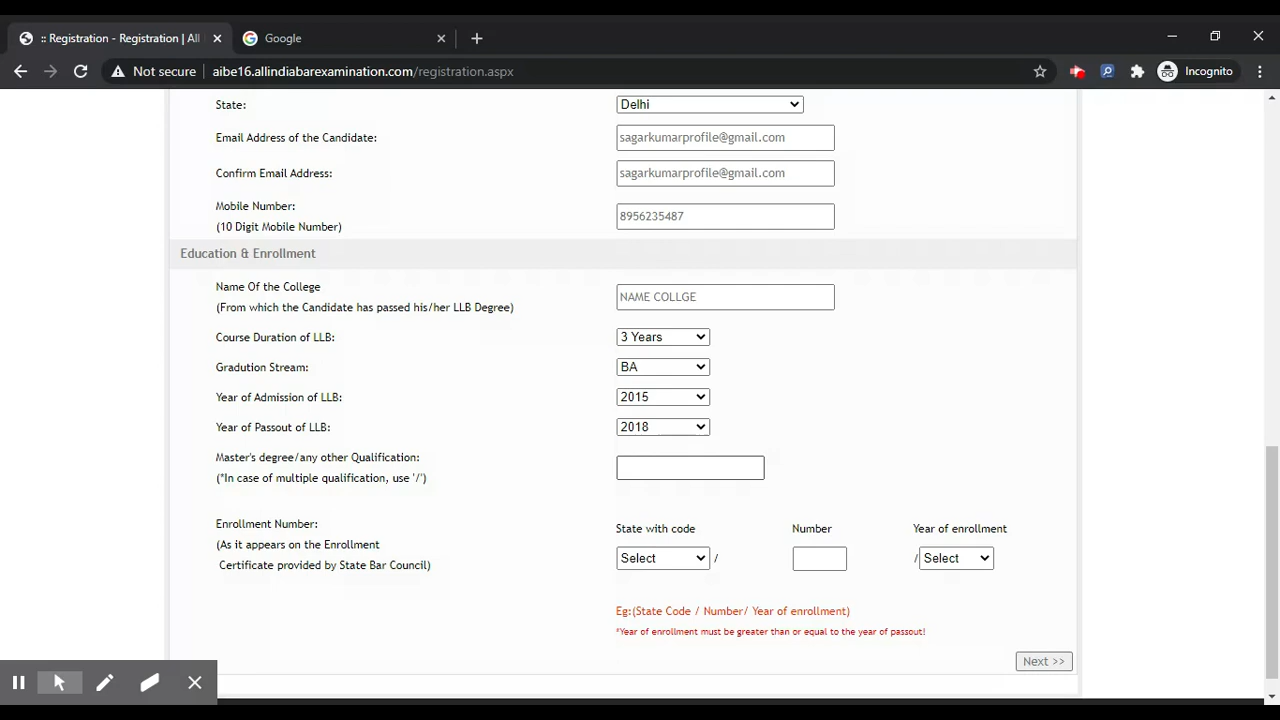 :: Registration - Registration | All
Google
Not secure
aibe16.allindiabarexamination.com/registration.aspx
Incognito
State:
Delhi
Email Address of the Candidate:
sagarkumarprofile@gmail.com
Confirm Email Address:
sagarkumarprofile@gmail.com
Mobile Number:
(10 Digit Mobile Number)
8956235487
Education & Enrollment
Name Of the College
(From which the Candidate has passed his/her LLB Degree)
NAME COLLGE
Course Duration of LLB:
3 Years
Gradution Stream:
BA
Year of Admission of LLB:
2015
Year of Passout of LLB:
2018
Master's degree/any other Qualification:
(*In case of multiple qualification, use '/')
Enrollment Number:
(As it appears on the Enrollment
Certificate provided by State Bar Council)
State with code
Number
Year of enrollment
Select /
/ Select
Eg:(State Code / Number/ Year of enrollment)
*Year of enrollment must be greater than or equal to the year of passout!
Next >>